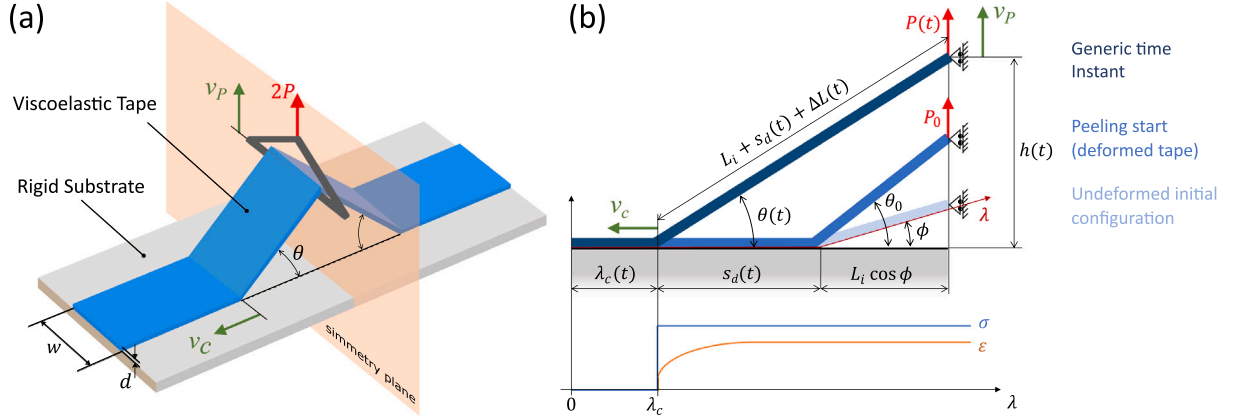 (a)
v_P
2P
Viscoelastic Tape
Rigid Substrate
θ
v_c
w
d
simmetry plane
(b)
P(t)
v_P
L_i + s_d(t) + ΔL(t)
P_0
h(t)
v_c
θ(t)
θ_0
ϕ
λ
λ_c(t)
s_d(t)
L_i cos ϕ
σ
ε
0
λ_c
λ
Generic time
Instant
Peeling start
(deformed tape)
Undeformed initial
configuration